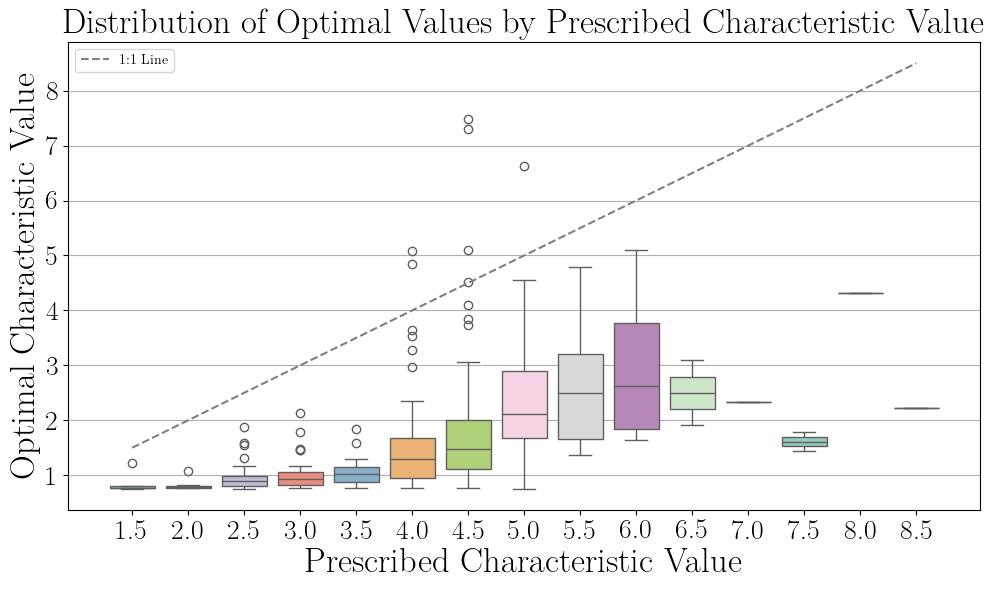 Distribution of Optimal Values by Prescribed Characteristic Value
1:1 Line
Optimal Characteristic Value
8
7
6
5
4
3
2
1
1.5 2.0 2.5 3.0 3.5 4.0 4.5 5.0 5.5 6.0 6.5 7.0 7.5 8.0 8.5
Prescribed Characteristic Value